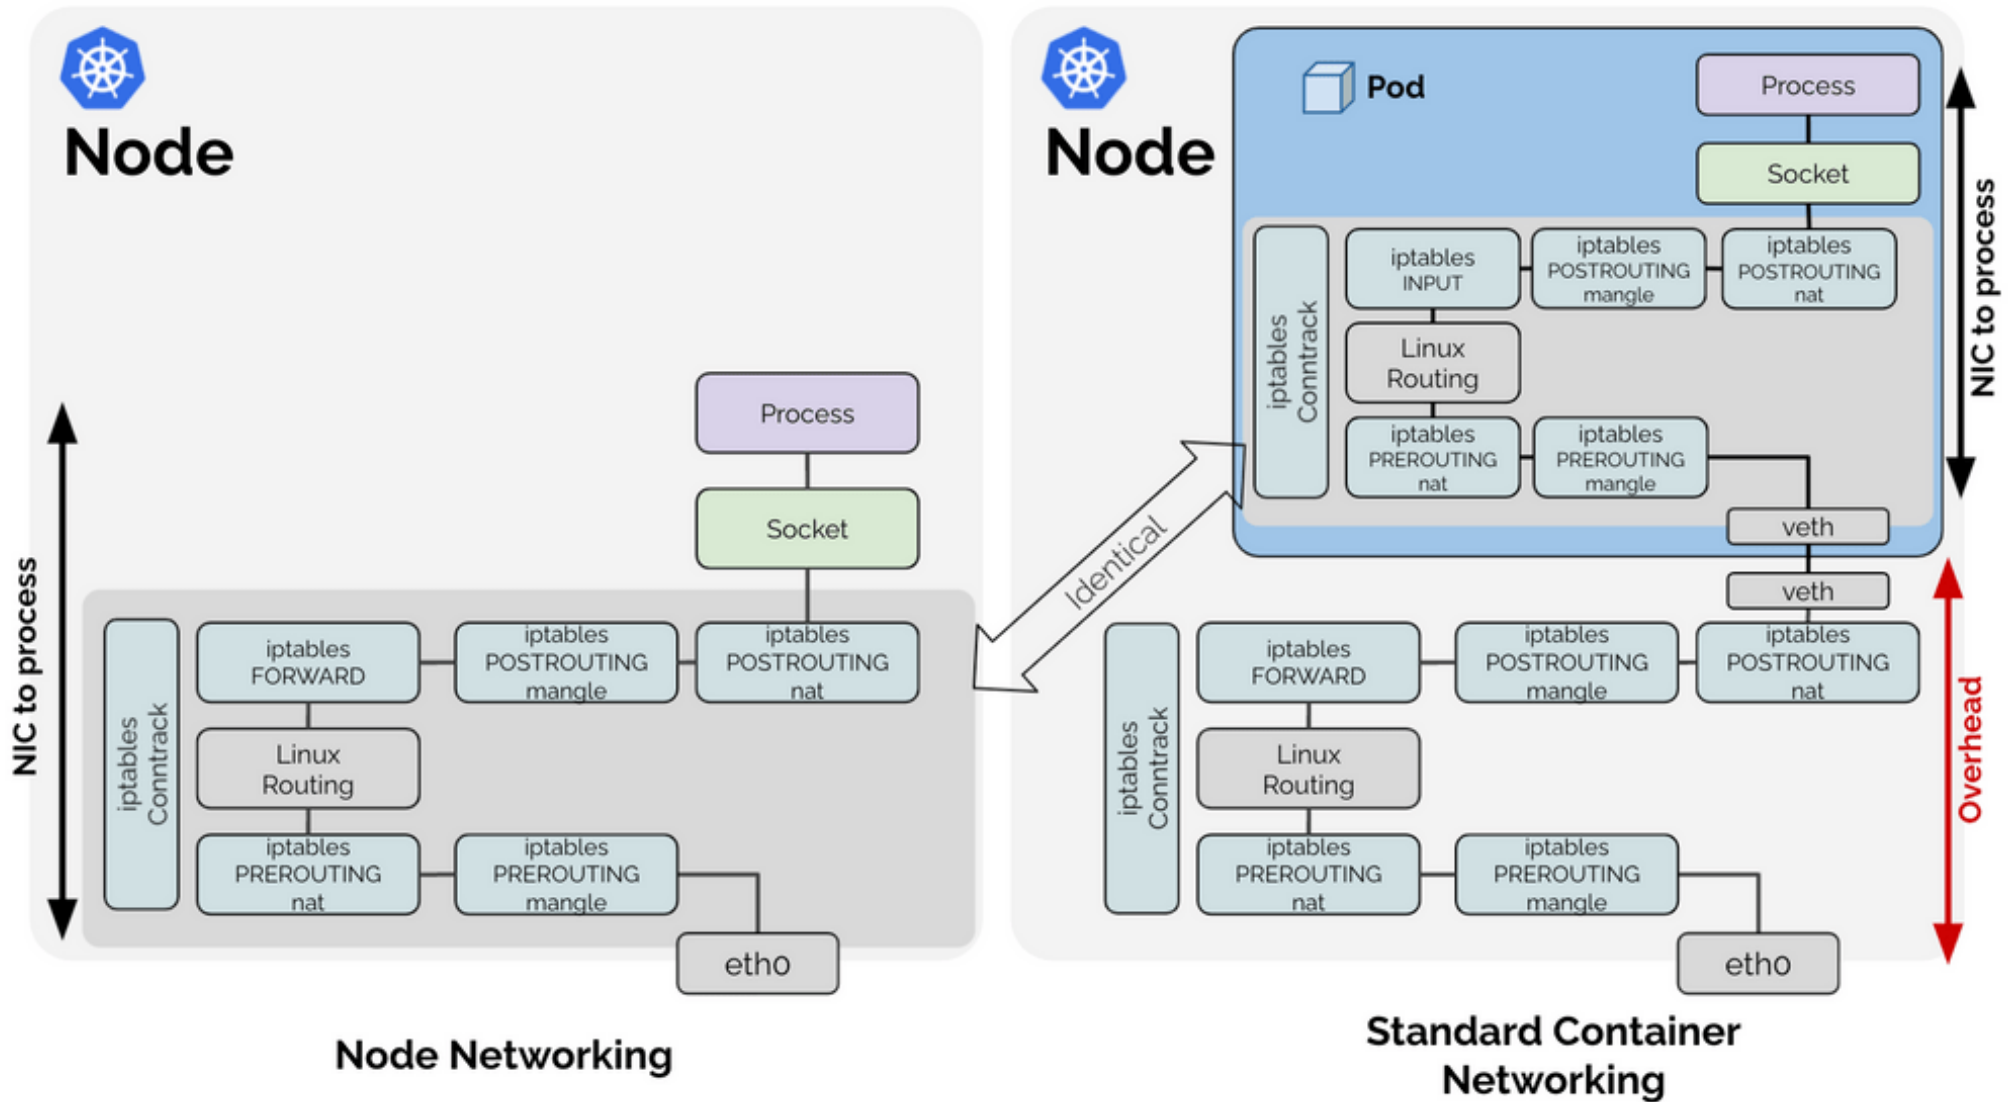 Node
NIC to process
Process
Socket
iptables
Conntrack
iptables
FORWARD
iptables
POSTROUTING
mangle
iptables
POSTROUTING
nat
Linux
Routing
iptables
PREROUTING
nat
iptables
PREROUTING
mangle
eth0
Node Networking
Identical
Node
Pod
Process
Socket
NIC to process
iptables
Conntrack
iptables
INPUT
iptables
POSTROUTING
mangle
iptables
POSTROUTING
nat
Linux
Routing
iptables
PREROUTING
nat
iptables
PREROUTING
mangle
veth
veth
Overhead
iptables
Conntrack
iptables
FORWARD
iptables
POSTROUTING
mangle
iptables
POSTROUTING
nat
Linux
Routing
iptables
PREROUTING
nat
iptables
PREROUTING
mangle
eth0
Standard Container
Networking